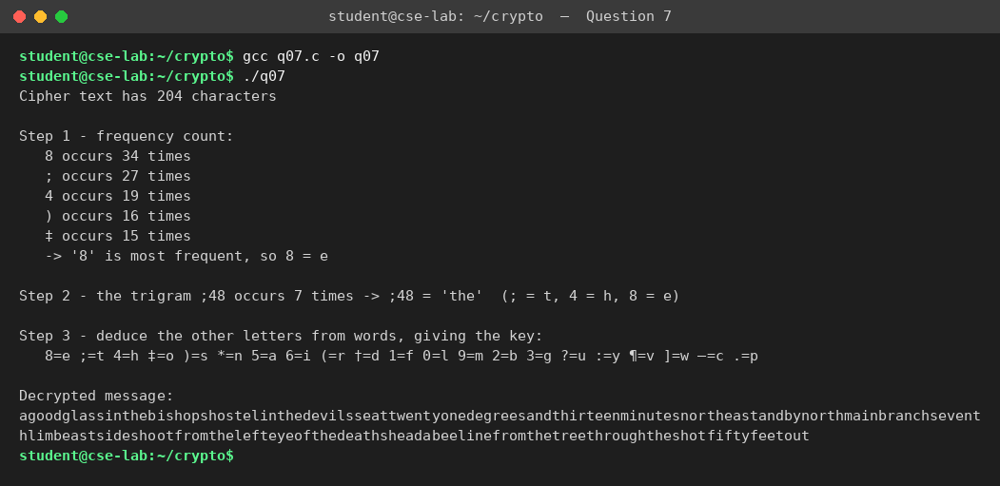 student@cse-lab: ~/crypto — Question 7
student@cse-lab:~/crypto$ gcc q07.c -o q07
student@cse-lab:~/crypto$ ./q07
Cipher text has 204 characters
Step 1 - frequency count:
8 occurs 34 times
; occurs 27 times
4 occurs 19 times
) occurs 16 times
‡ occurs 15 times
-> '8' is most frequent, so 8 = e
Step 2 - the trigram ;48 occurs 7 times -> ;48 = 'the'  (; = t, 4 = h, 8 = e)
Step 3 - deduce the other letters from words, giving the key:
8=e ;=t 4=h ‡=o )=s *=n 5=a 6=i (=r †=d 1=f 0=l 9=m 2=b 3=g ?=u :=y ¶=v ]=w —=c .=p
Decrypted message:
agoodglassinthebishopshostelinthedevilsseattwentyonedegreesandthirteenminutesnortheastandbynorthmainbranchsevent
hlimbeastsideshootfromthelefteyeofthedeathsheadabeelinefromthetreethroughtheshotfiftyfeetout
student@cse-lab:~/crypto$